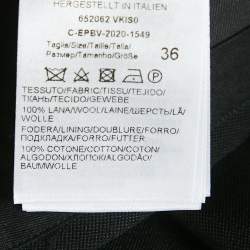 HERGESTELLT IN ITALIEN
652062 VKIS0
C-EPBV-2020-1549
Taglia/Size/Taille/Talla/
Размер/Tamanho/Größe
36
TESSUTO/FABRIC/TISSU/TEJIDO/
ТКАНЬ/TECIDO/GEWEBE
100% LANA/WOOL/LAINE/ШЕРСТЬ/LÃ/
WOLLE
FODERA/LINING/DOUBLURE/FORRO/
ПОДКЛАДКА/FORRO/FUTTER
100% COTONE/COTTON/COTON/
ALGODÓN/ХЛОПОК/ALGODÃO/
BAUMWOLLE